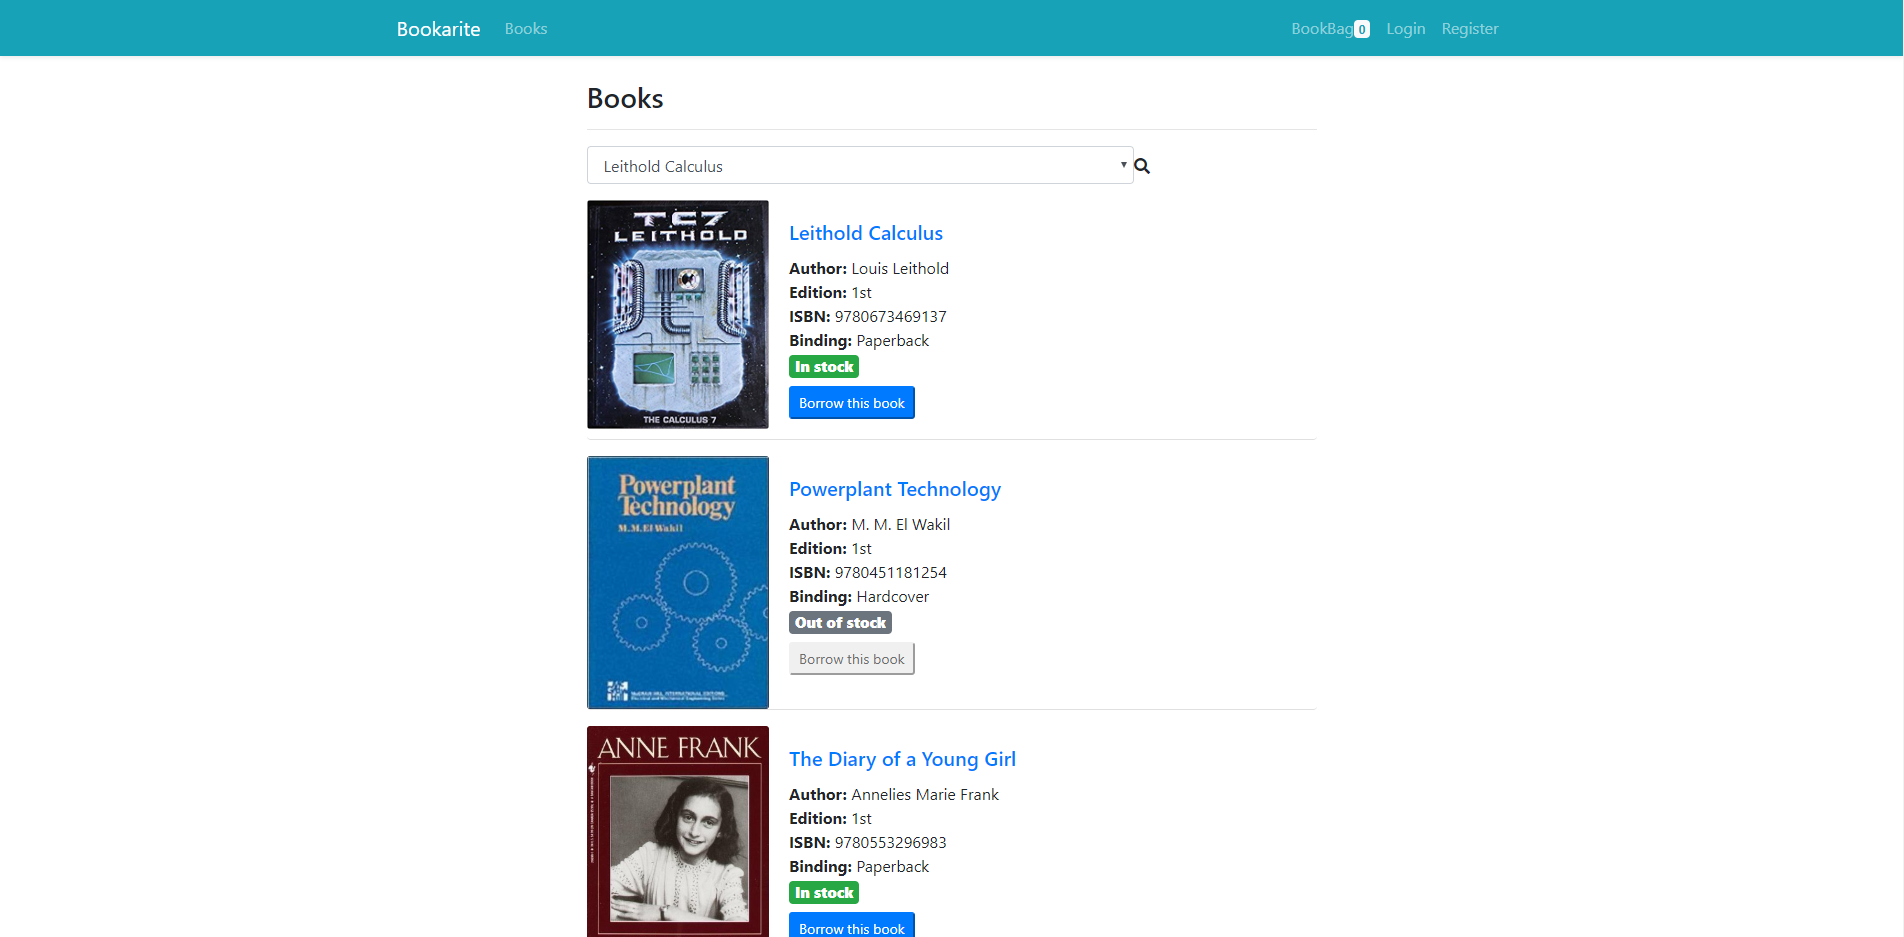 Bookarite Books BookBag 0 Login Register
Books
Leithold Calculus
TC7
LEITHOLD
THE CALCULUS 7
Leithold Calculus
Author: Louis Leithold
Edition: 1st
ISBN: 9780673469137
Binding: Paperback
In stock
Borrow this book
Powerplant
Technology
M.M. El Wakil
Powerplant Technology
Author: M. M. El Wakil
Edition: 1st
ISBN: 9780451181254
Binding: Hardcover
Out of stock
Borrow this book
ANNE FRANK
The Diary of a Young Girl
Author: Annelies Marie Frank
Edition: 1st
ISBN: 9780553296983
Binding: Paperback
In stock
Borrow this book